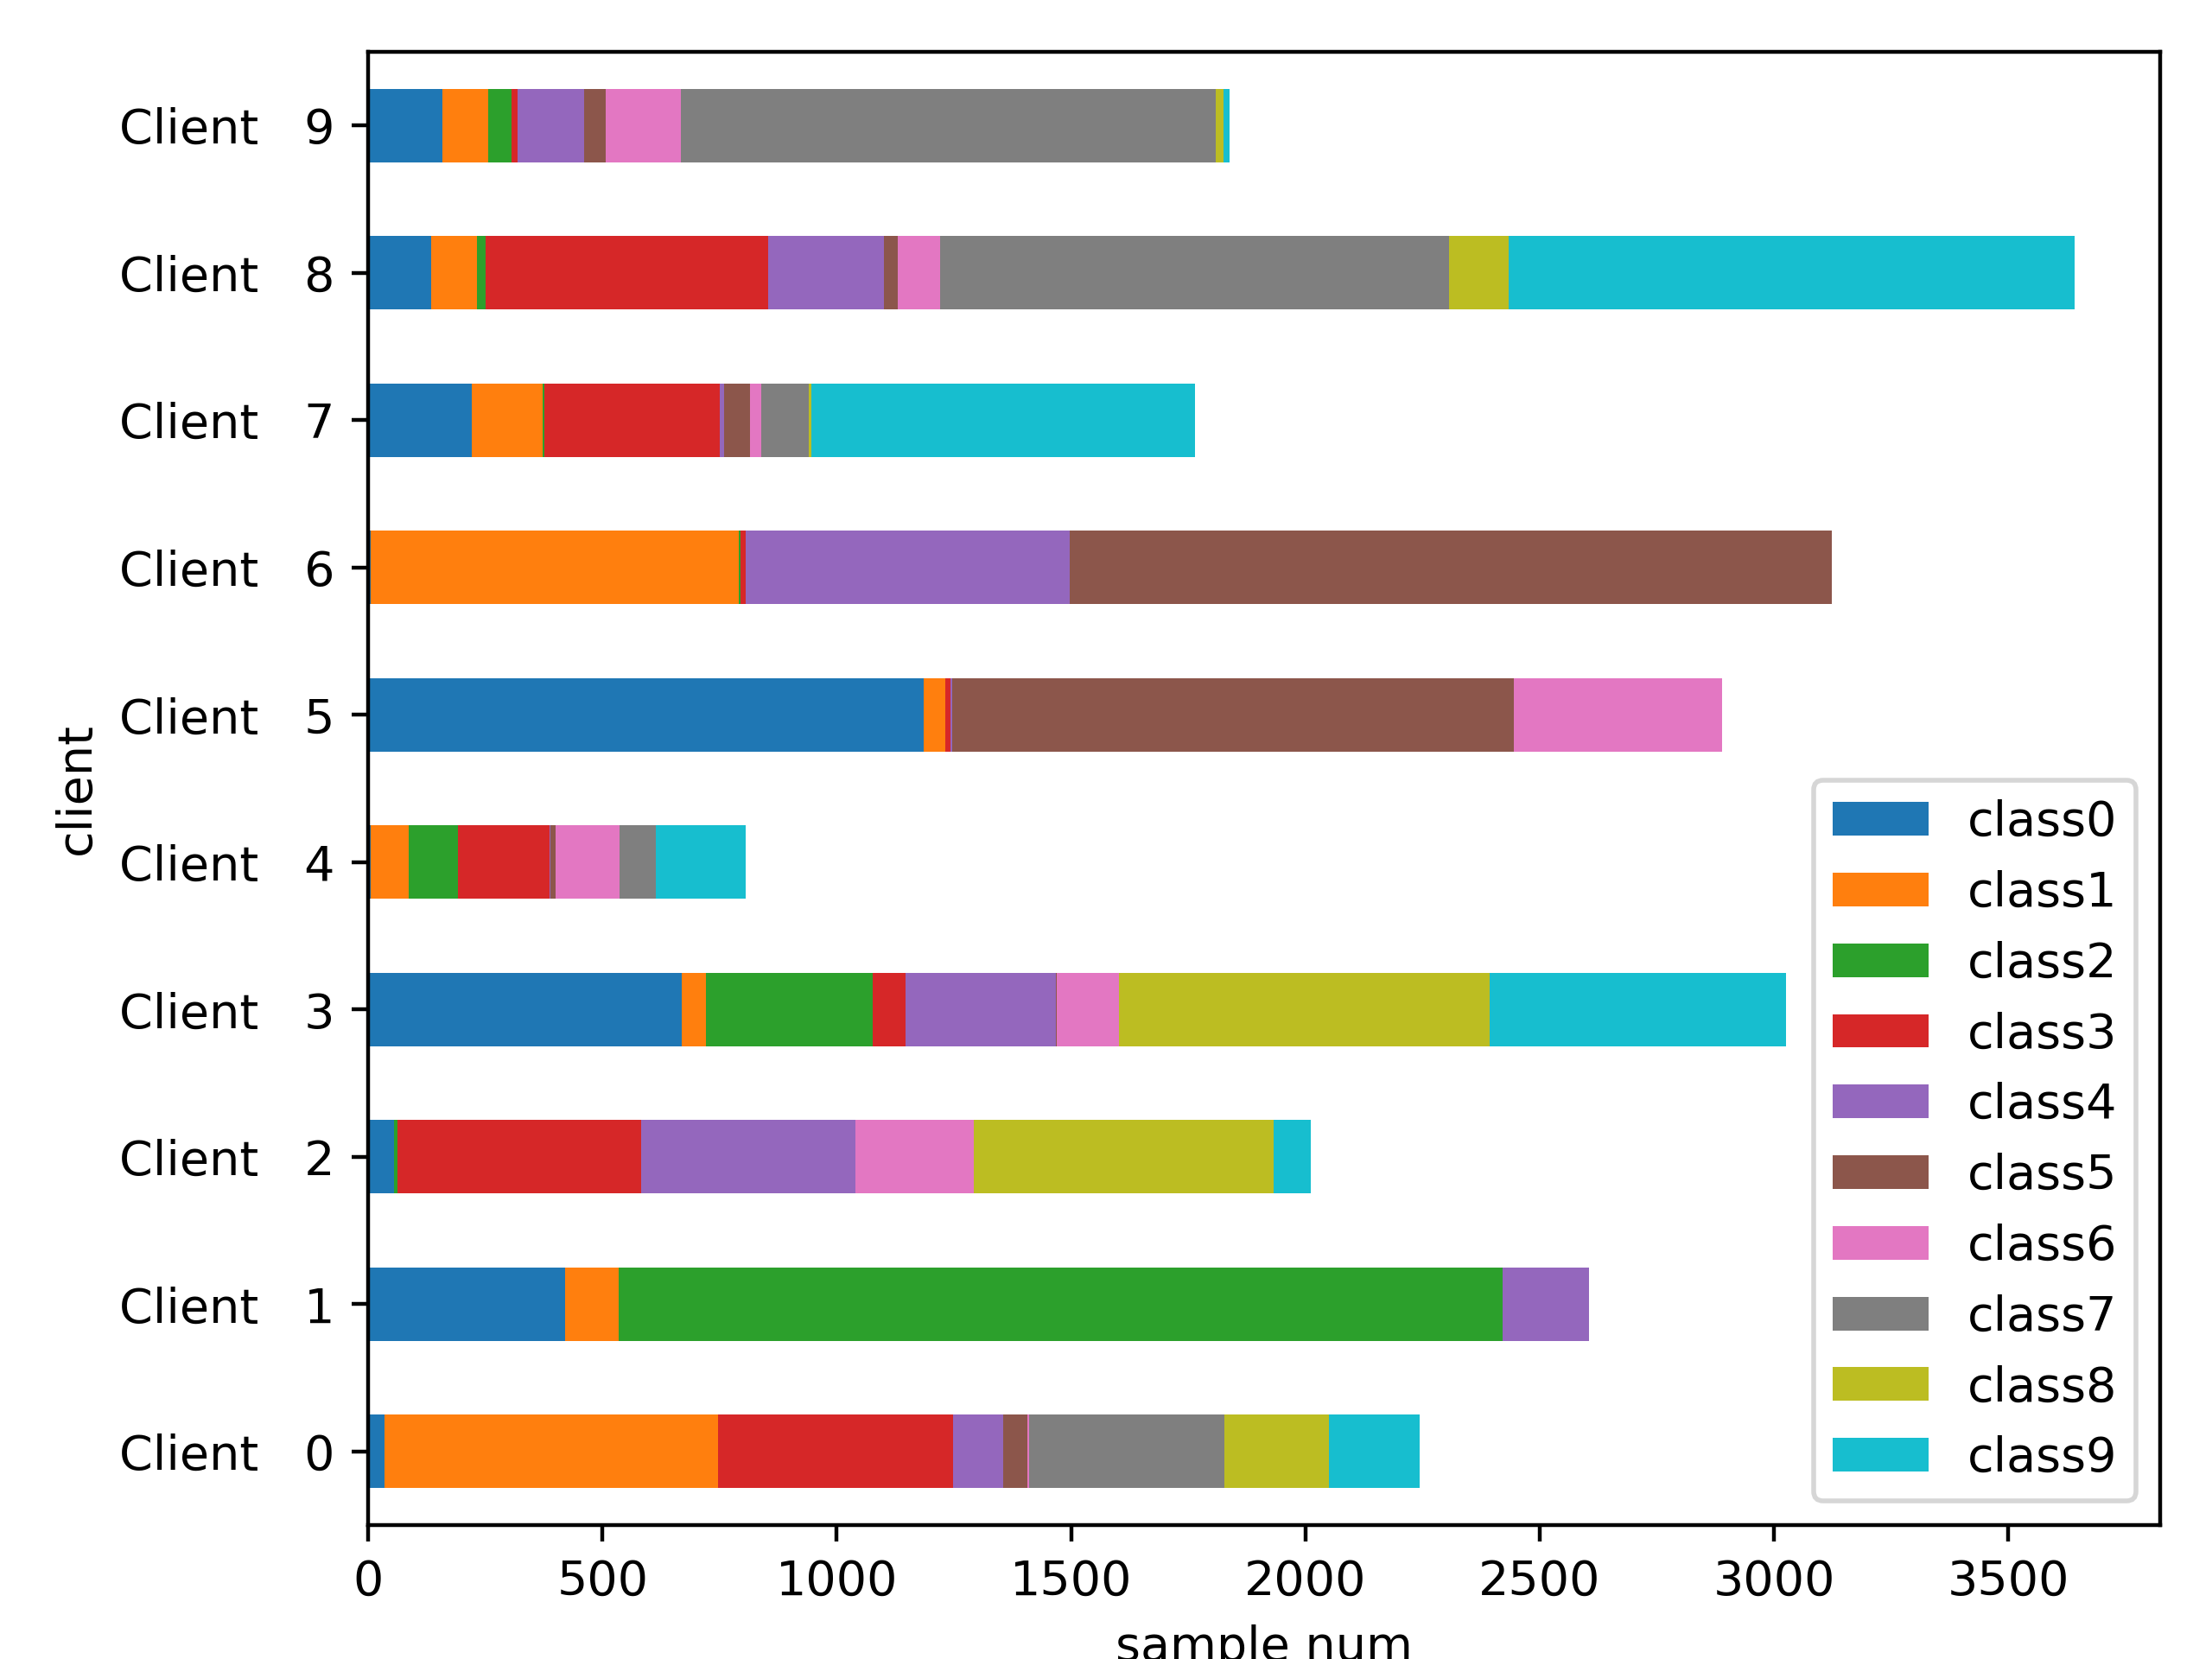 Client 9
Client 8
Client 7
Client 6
Client 5
Client 4
Client 3
Client 2
Client 1
Client 0
client
class0
class1
class2
class3
class4
class5
class6
class7
class8
class9
0 500 1000 1500 2000 2500 3000 3500
sample num